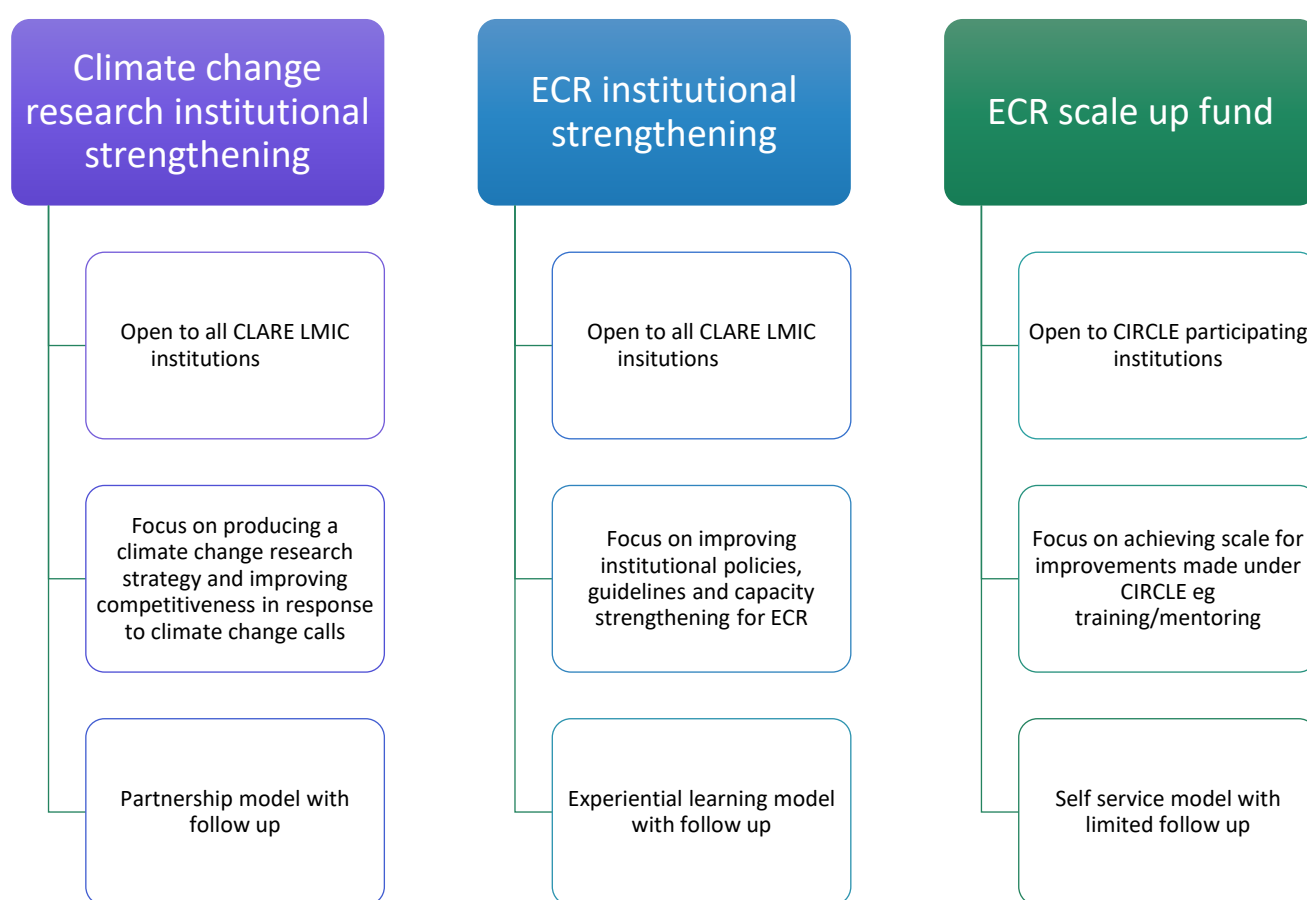 Climate change
research institutional
strengthening
Open to all CLARE LMIC
institutions
Focus on producing a
climate change research
strategy and improving
competitiveness in response
to climate change calls
Partnership model with
follow up
ECR institutional
strengthening
Open to all CLARE LMIC
insitutions
Focus on improving
institutional policies,
guidelines and capacity
strengthening for ECR
Experiential learning model
with follow up
ECR scale up fund
Open to CIRCLE participating
institutions
Focus on achieving scale for
improvements made under
CIRCLE eg
training/mentoring
Self service model with
limited follow up